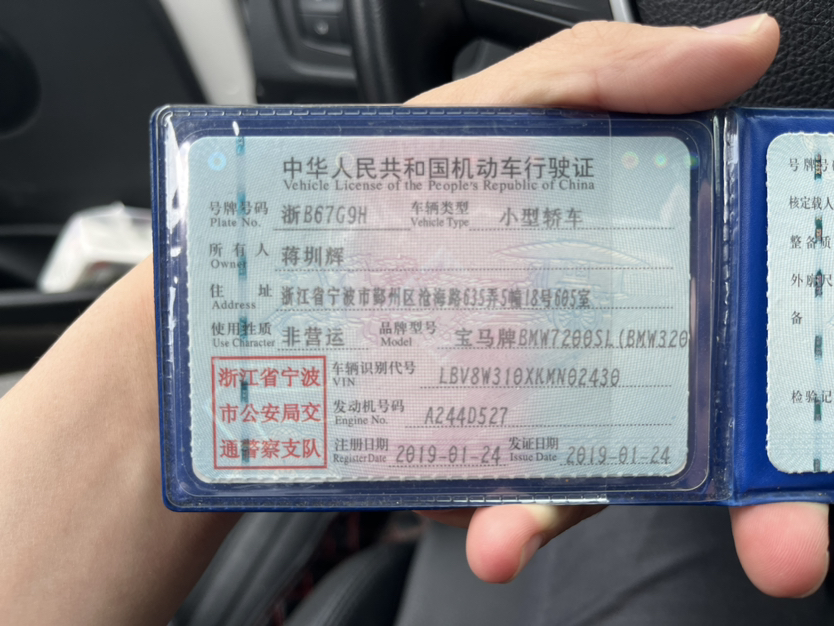 中华人民共和国机动车行驶证
Vehicle License of the People's Republic of China
号牌号码 浙B67G9H 车辆类型 小型轿车
Plate No. Vehicle Type
所有人 蒋圳辉
Owner
住址 浙江省宁波市鄞州区沧海路635弄5幢18号605室
Address
使用性质 非营运 品牌型号 宝马牌BMW7200SL(BMW320
Use Character Model
浙江省宁波
市公安局交
通警察支队
车辆识别代号 LBV8W310XKMN02430
VIN
发动机号码 A244D527
Engine No.
注册日期 2019-01-24 发证日期 2019-01-24
Register Date Issue Date
号牌号
核定载人
整备质
外廓尺
备
检验记